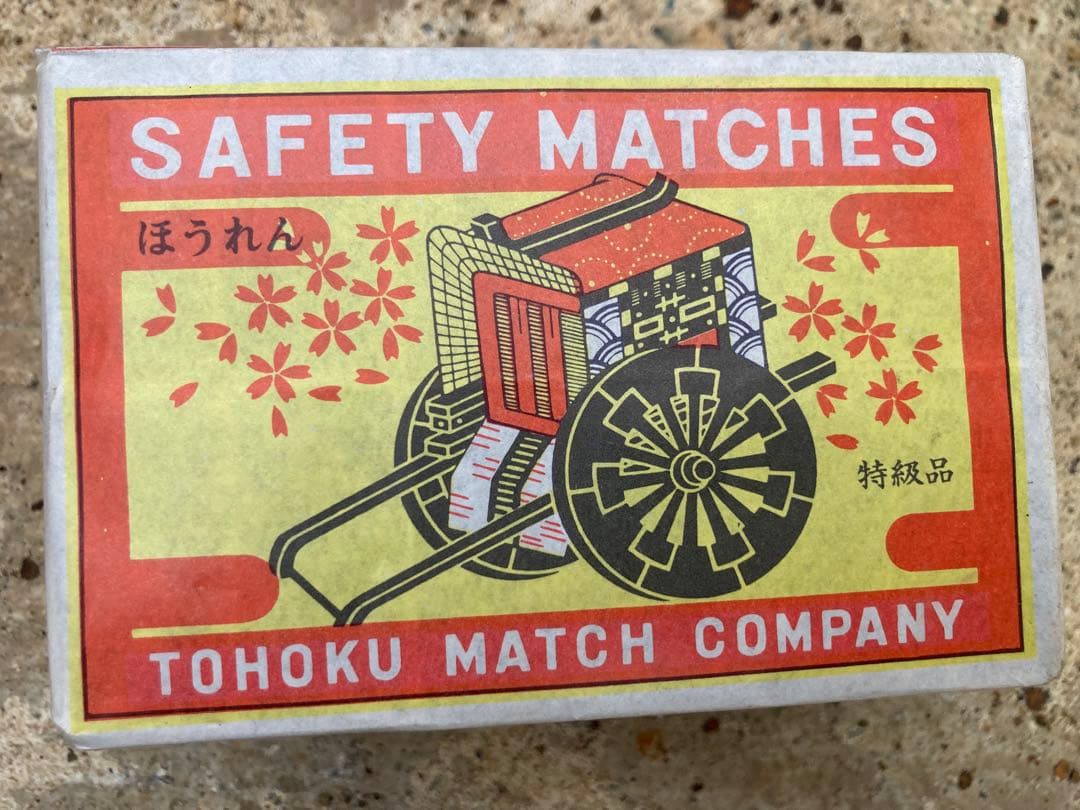 SAFETY MATCHES
ほうれん
特級品
TOHOKU MATCH COMPANY